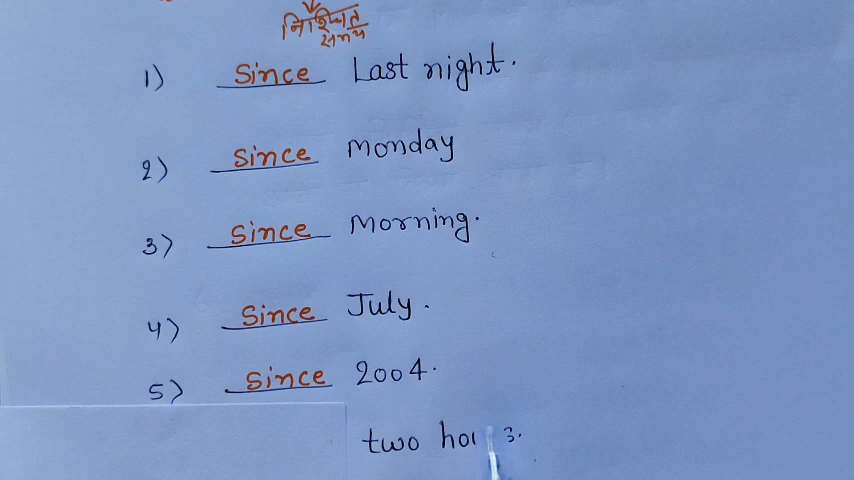 निश्चित
समय
1) Since Last night.
2) Since Monday
3) Since Morning.
4) Since July.
5) Since 2004.
two